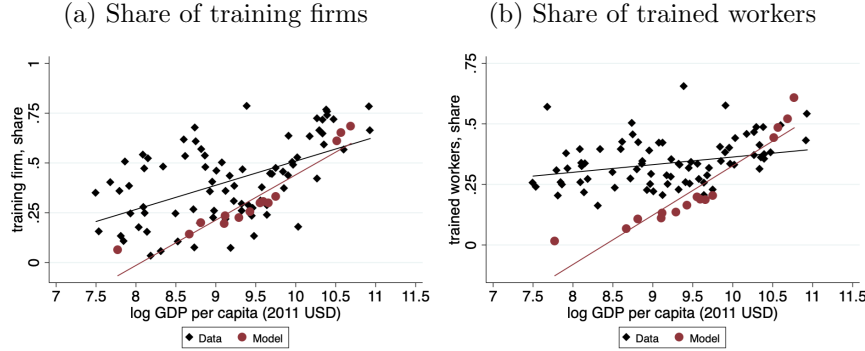 (a) Share of training firms
(b) Share of trained workers
training firm, share
1
.75
.5
.25
0
7 7.5 8 8.5 9 9.5 10 10.5 11 11.5
log GDP per capita (2011 USD)
Data Model
trained workers, share
.75
.5
.25
0
7 7.5 8 8.5 9 9.5 10 10.5 11 11.5
log GDP per capita (2011 USD)
Data Model